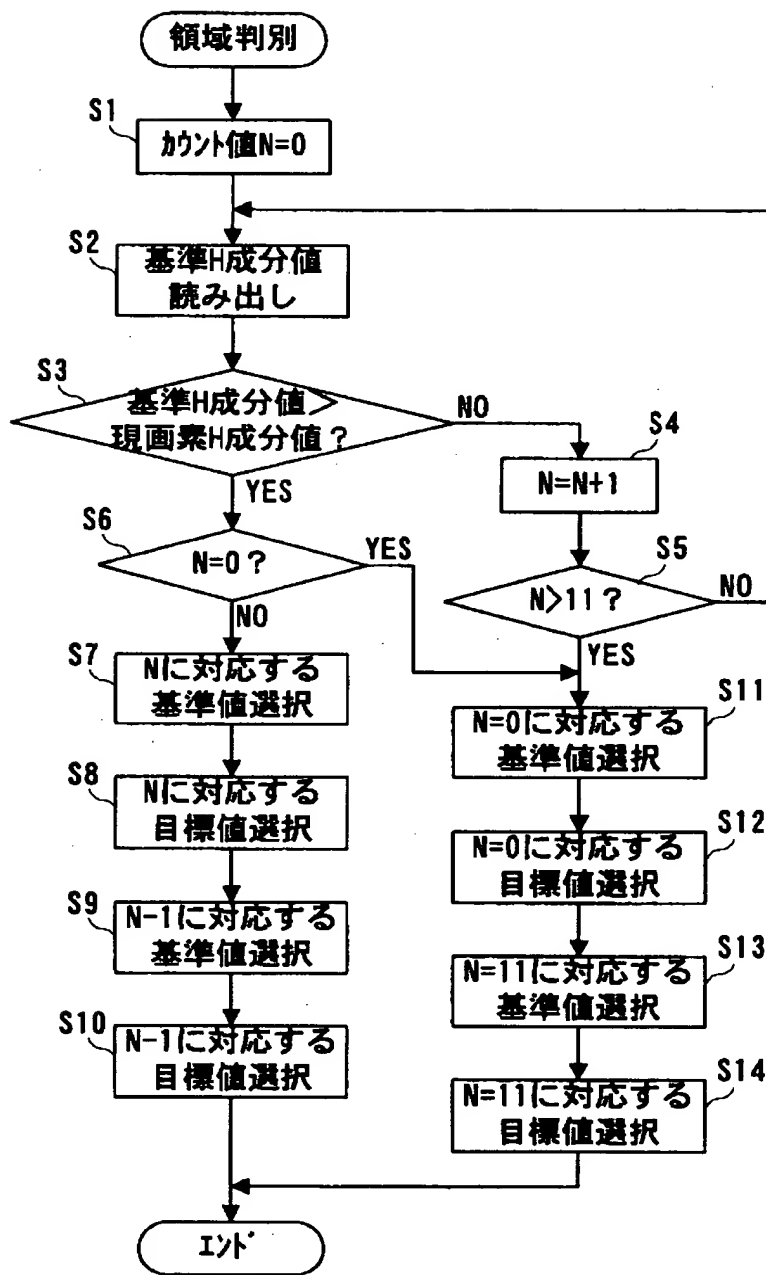 領域判別
S1
ｶｳﾝﾄ値N=0
S2
基準H成分値
読み出し
S3
基準H成分値>
現画素H成分値?
NO
YES
S4
N=N+1
S5
N>11?
NO
YES
S6
N=0?
YES
NO
S7
Nに対応する
基準値選択
S8
Nに対応する
目標値選択
S9
N-1に対応する
基準値選択
S10
N-1に対応する
目標値選択
S11
N=0に対応する
基準値選択
S12
N=0に対応する
目標値選択
S13
N=11に対応する
基準値選択
S14
N=11に対応する
目標値選択
ｴﾝﾄﾞ